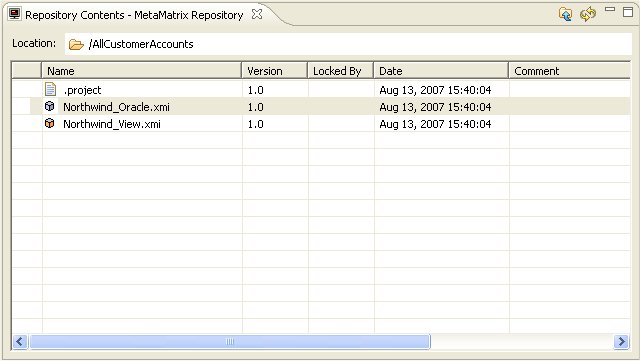 Repository Contents - MetaMatrix Repository
Location: /AllCustomerAccounts
Name Version Locked By Date Comment
.project 1.0 Aug 13, 2007 15:40:04
Northwind_Oracle.xmi 1.0 Aug 13, 2007 15:40:04
Northwind_View.xmi 1.0 Aug 13, 2007 15:40:04